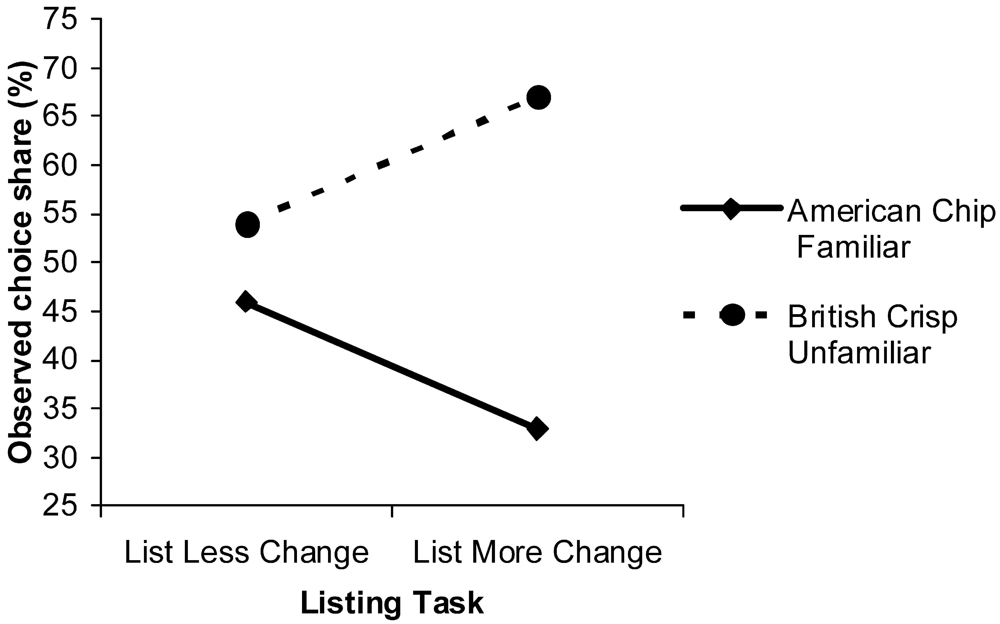 Observed choice share (%)
75
70
65
60
55
50
45
40
35
30
25
List Less Change
List More Change
Listing Task
American Chip
Familiar
British Crisp
Unfamiliar